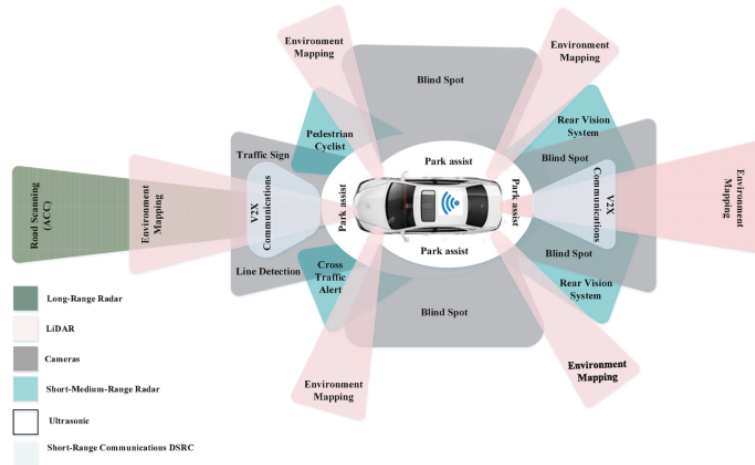 Environment
Mapping
Environment
Mapping
Blind Spot
Pedestrian
Cyclist
Rear Vision
System
Traffic Sign
Park assist
Blind Spot
Road Scanning
(ACC)
Environment
Mapping
V2X
Communications
Park assist
Park assist
V2X
Communications
Environment
Mapping
Line Detection
Cross
Traffic
Alert
Park assist
Blind Spot
Rear Vision
System
Blind Spot
Environment
Mapping
Environment
Mapping
Long-Range Radar
LiDAR
Cameras
Short-Medium-Range Radar
Ultrasonic
Short-Range Communications DSRC